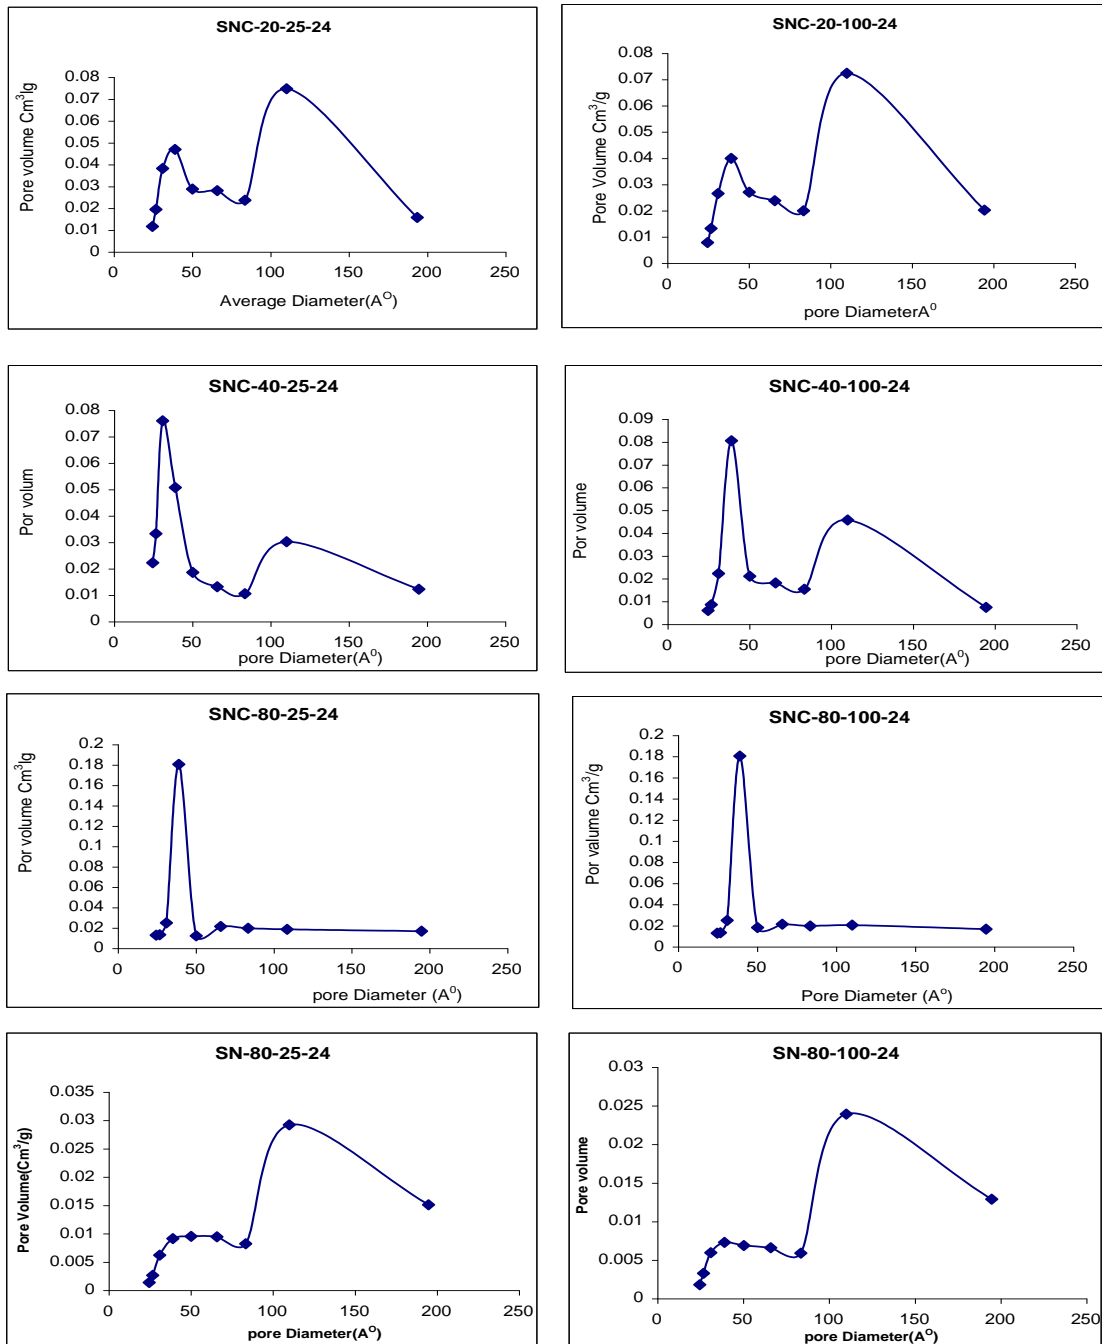 SNC-20-25-24
Pore volume Cm³lg
0.08
0.07
0.06
0.05
0.04
0.03
0.02
0.01
0
0 50 100 150 200 250
Average Diameter(A^O)
SNC-20-100-24
Pore Volume Cm³/g
0.08
0.07
0.06
0.05
0.04
0.03
0.02
0.01
0
0 50 100 150 200 250
pore DiameterA⁰
SNC-40-25-24
Por volum
0.08
0.07
0.06
0.05
0.04
0.03
0.02
0.01
0
0 50 100 150 200 250
pore Diameter(A⁰)
SNC-40-100-24
Por volume
0.09
0.08
0.07
0.06
0.05
0.04
0.03
0.02
0.01
0
0 50 100 150 200 250
pore Diameter(A⁰)
SNC-80-25-24
Por volume Cm³lg
0.2
0.18
0.16
0.14
0.12
0.1
0.08
0.06
0.04
0.02
0
0 50 100 150 200 250
pore Diameter (A⁰)
SNC-80-100-24
Por valume Cm³/g
0.2
0.18
0.16
0.14
0.12
0.1
0.08
0.06
0.04
0.02
0
0 50 100 150 200 250
Pore Diameter (A^o)
SN-80-25-24
Pore Volume(Cm³/g)
0.035
0.03
0.025
0.02
0.015
0.01
0.005
0
0 50 100 150 200 250
pore Diameter(A^O)
SN-80-100-24
Pore volume
0.03
0.025
0.02
0.015
0.01
0.005
0
0 50 100 150 200 250
pore Diameter(A^O)